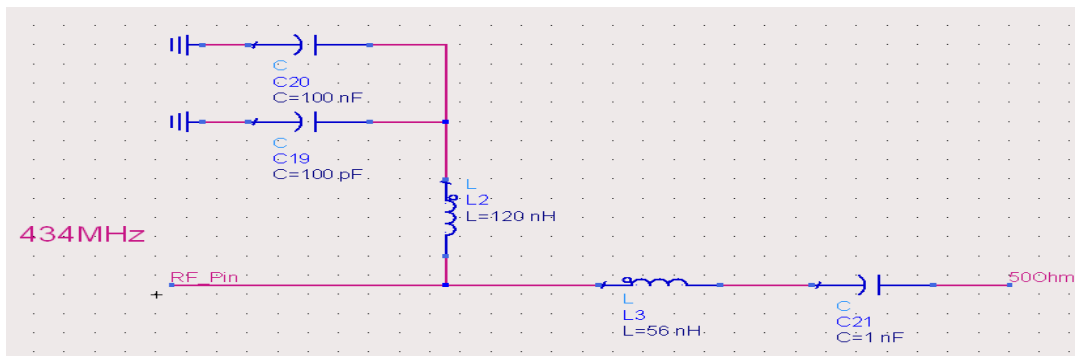 C
C20
C=100 nF
C
C19
C=100 pF
L
L2
L=120 nH
434MHz
RF_Pin
50Ohm
L
L3
L=56 nH
C
C21
C=1 nF